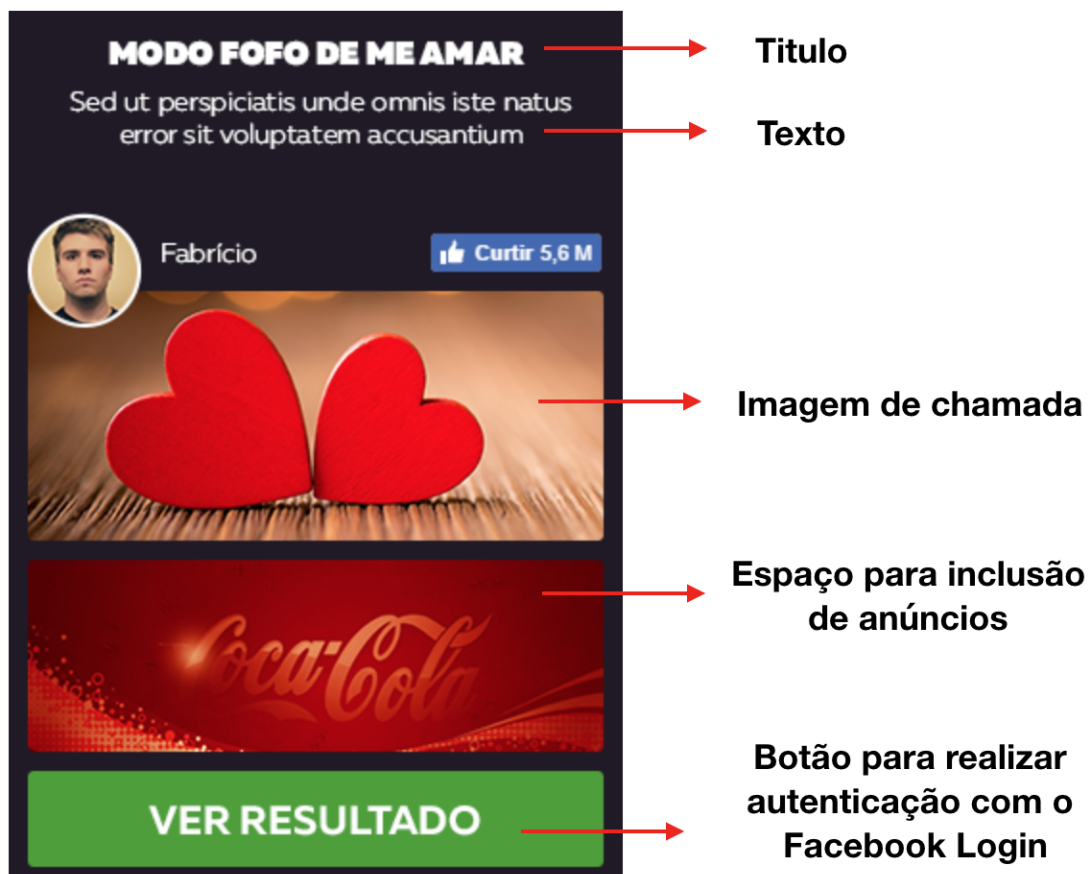 MODO FOFO DE ME AMAR
Titulo
Sed ut perspiciatis unde omnis iste natus
error sit voluptatem accusantium
Texto
Fabrício
Curtir 5,6 M
Imagem de chamada
Espaço para inclusão
de anúncios
Coca-Cola
VER RESULTADO
Botão para realizar
autenticação com o
Facebook Login